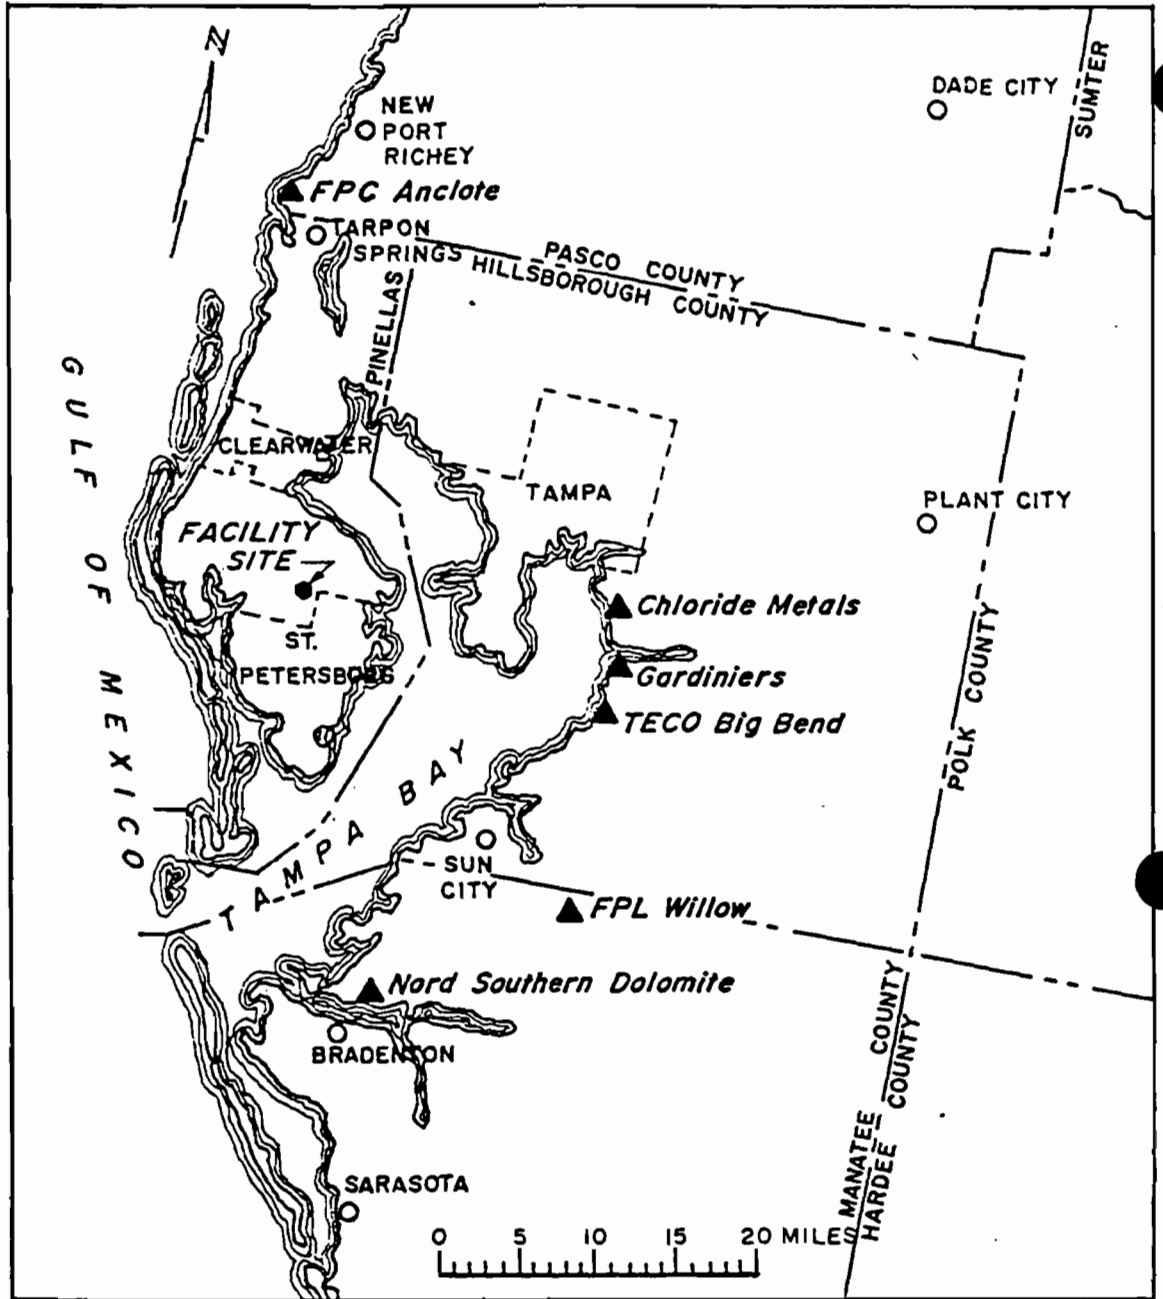 N
DADE CITY
SUMTER
NEW
PORT
RICHEY
FPC Anclote
TARPON
SPRINGS
PASCO COUNTY
HILLSBOROUGH COUNTY
PINELLAS
GULF OF MEXICO
CLEARWATER
TAMPA
PLANT CITY
FACILITY
SITE
Chloride Metals
ST.
PETERSBURG
Gardiniers
TECO Big Bend
POLK COUNTY
TAMPA BAY
SUN
CITY
FPL Willow
Nord Southern Dolomite
BRADENTON
MANATEE COUNTY
HARDEE COUNTY
SARASOTA
0 5 10 15 20 MILES